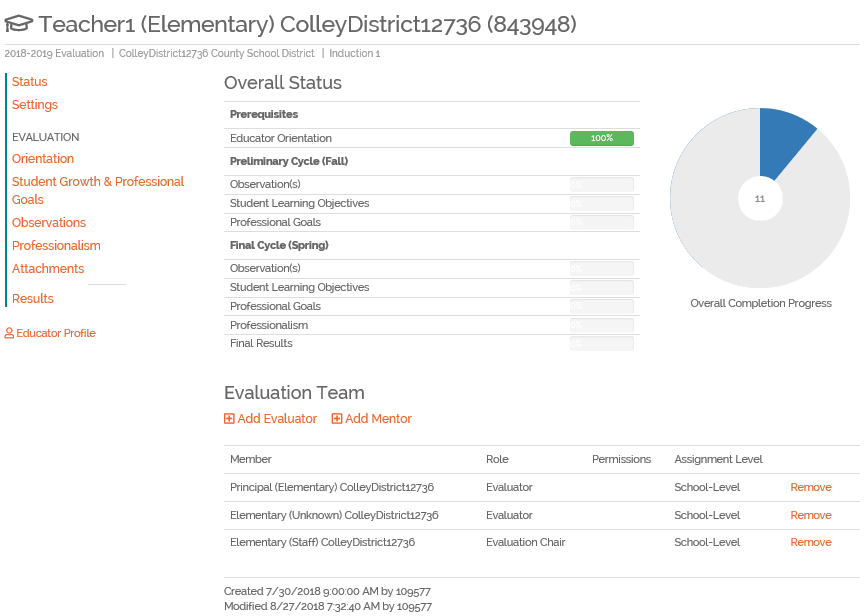 Teacher1 (Elementary) ColleyDistrict12736 (843948)
2018-2019 Evaluation | ColleyDistrict12736 County School District | Induction 1
Status
Settings
EVALUATION
Orientation
Student Growth & Professional
Goals
Observations
Professionalism
Attachments
Results
Educator Profile
Overall Status
Prerequisites
Educator Orientation 100%
Preliminary Cycle (Fall)
Observation(s) 0%
Student Learning Objectives 0%
Professional Goals 0%
Final Cycle (Spring)
Observation(s) 0%
Student Learning Objectives 0%
Professional Goals 0%
Professionalism 0%
Final Results 0%
11
Overall Completion Progress
Evaluation Team
Add Evaluator Add Mentor
Member Role Permissions Assignment Level
Principal (Elementary) ColleyDistrict12736 Evaluator School-Level Remove
Elementary (Unknown) ColleyDistrict12736 Evaluator School-Level Remove
Elementary (Staff) ColleyDistrict12736 Evaluation Chair School-Level Remove
Created 7/30/2018 9:00:00 AM by 109577
Modified 8/27/2018 7:32:40 AM by 109577